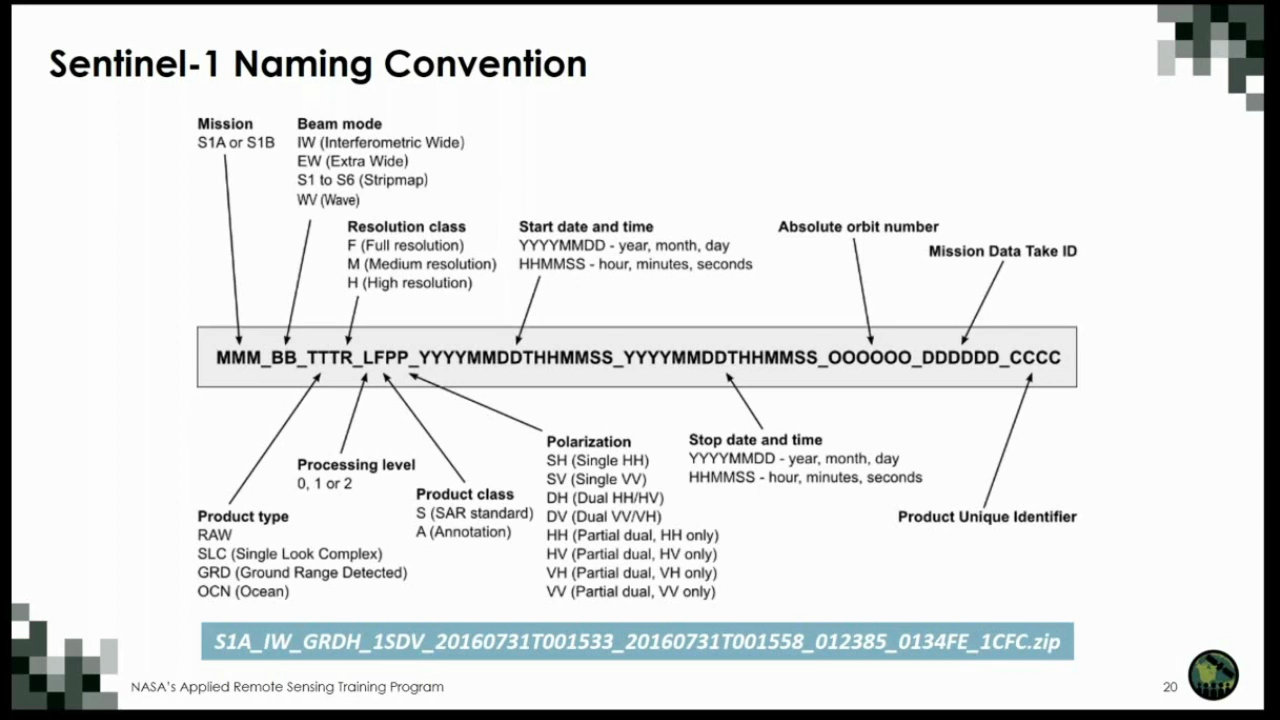 Sentinel-1 Naming Convention
Mission
S1A or S1B
Beam mode
IW (Interferometric Wide)
EW (Extra Wide)
S1 to S6 (Stripmap)
WV (Wave)
Resolution class
F (Full resolution)
M (Medium resolution)
H (High resolution)
Start date and time
YYYYMMDD - year, month, day
HHMMSS - hour, minutes, seconds
Absolute orbit number
Mission Data Take ID
MMM_BB_TTTR_LFPP_YYYYMMDDTHHMMSS_YYYYMMDDTHHMMSS_OOOOOO_DDDDDD_CCCC
Product type
RAW
SLC (Single Look Complex)
GRD (Ground Range Detected)
OCN (Ocean)
Processing level
0, 1 or 2
Product class
S (SAR standard)
A (Annotation)
Polarization
SH (Single HH)
SV (Single VV)
DH (Dual HH/HV)
DV (Dual VV/VH)
HH (Partial dual, HH only)
HV (Partial dual, HV only)
VH (Partial dual, VH only)
VV (Partial dual, VV only)
Stop date and time
YYYYMMDD - year, month, day
HHMMSS - hour, minutes, seconds
Product Unique Identifier
S1A_IW_GRDH_1SDV_20160731T001533_20160731T001558_012385_0134FE_1CFC.zip
NASA's Applied Remote Sensing Training Program
20